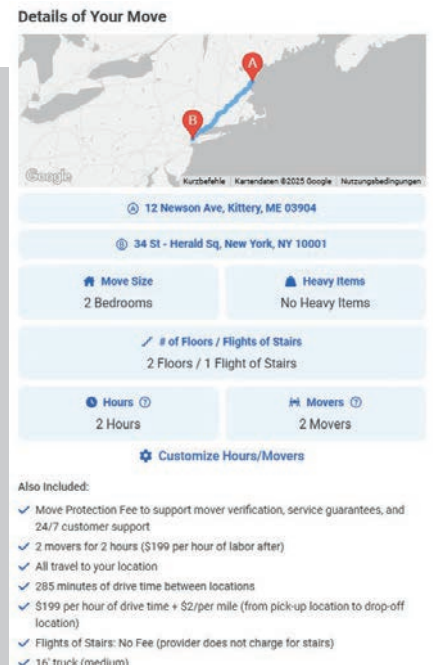 Details of Your Move
A
B
Google
Kurzbefehle
Kartendaten ©2025 Google
Nutzungsbedingungen
A 12 Newson Ave, Kittery, ME 03904
B 34 St - Herald Sq, New York, NY 10001
Move Size
2 Bedrooms
Heavy Items
No Heavy Items
# of Floors / Flights of Stairs
2 Floors / 1 Flight of Stairs
Hours ?
2 Hours
Movers ?
2 Movers
Customize Hours/Movers
Also Included:
Move Protection Fee to support mover verification, service guarantees, and
24/7 customer support
2 movers for 2 hours ($199 per hour of labor after)
All travel to your location
285 minutes of drive time between locations
$199 per hour of drive time + $2/per mile (from pick-up location to drop-off
location)
Flights of Stairs: No Fee (provider does not charge for stairs)
16' truck (medium)